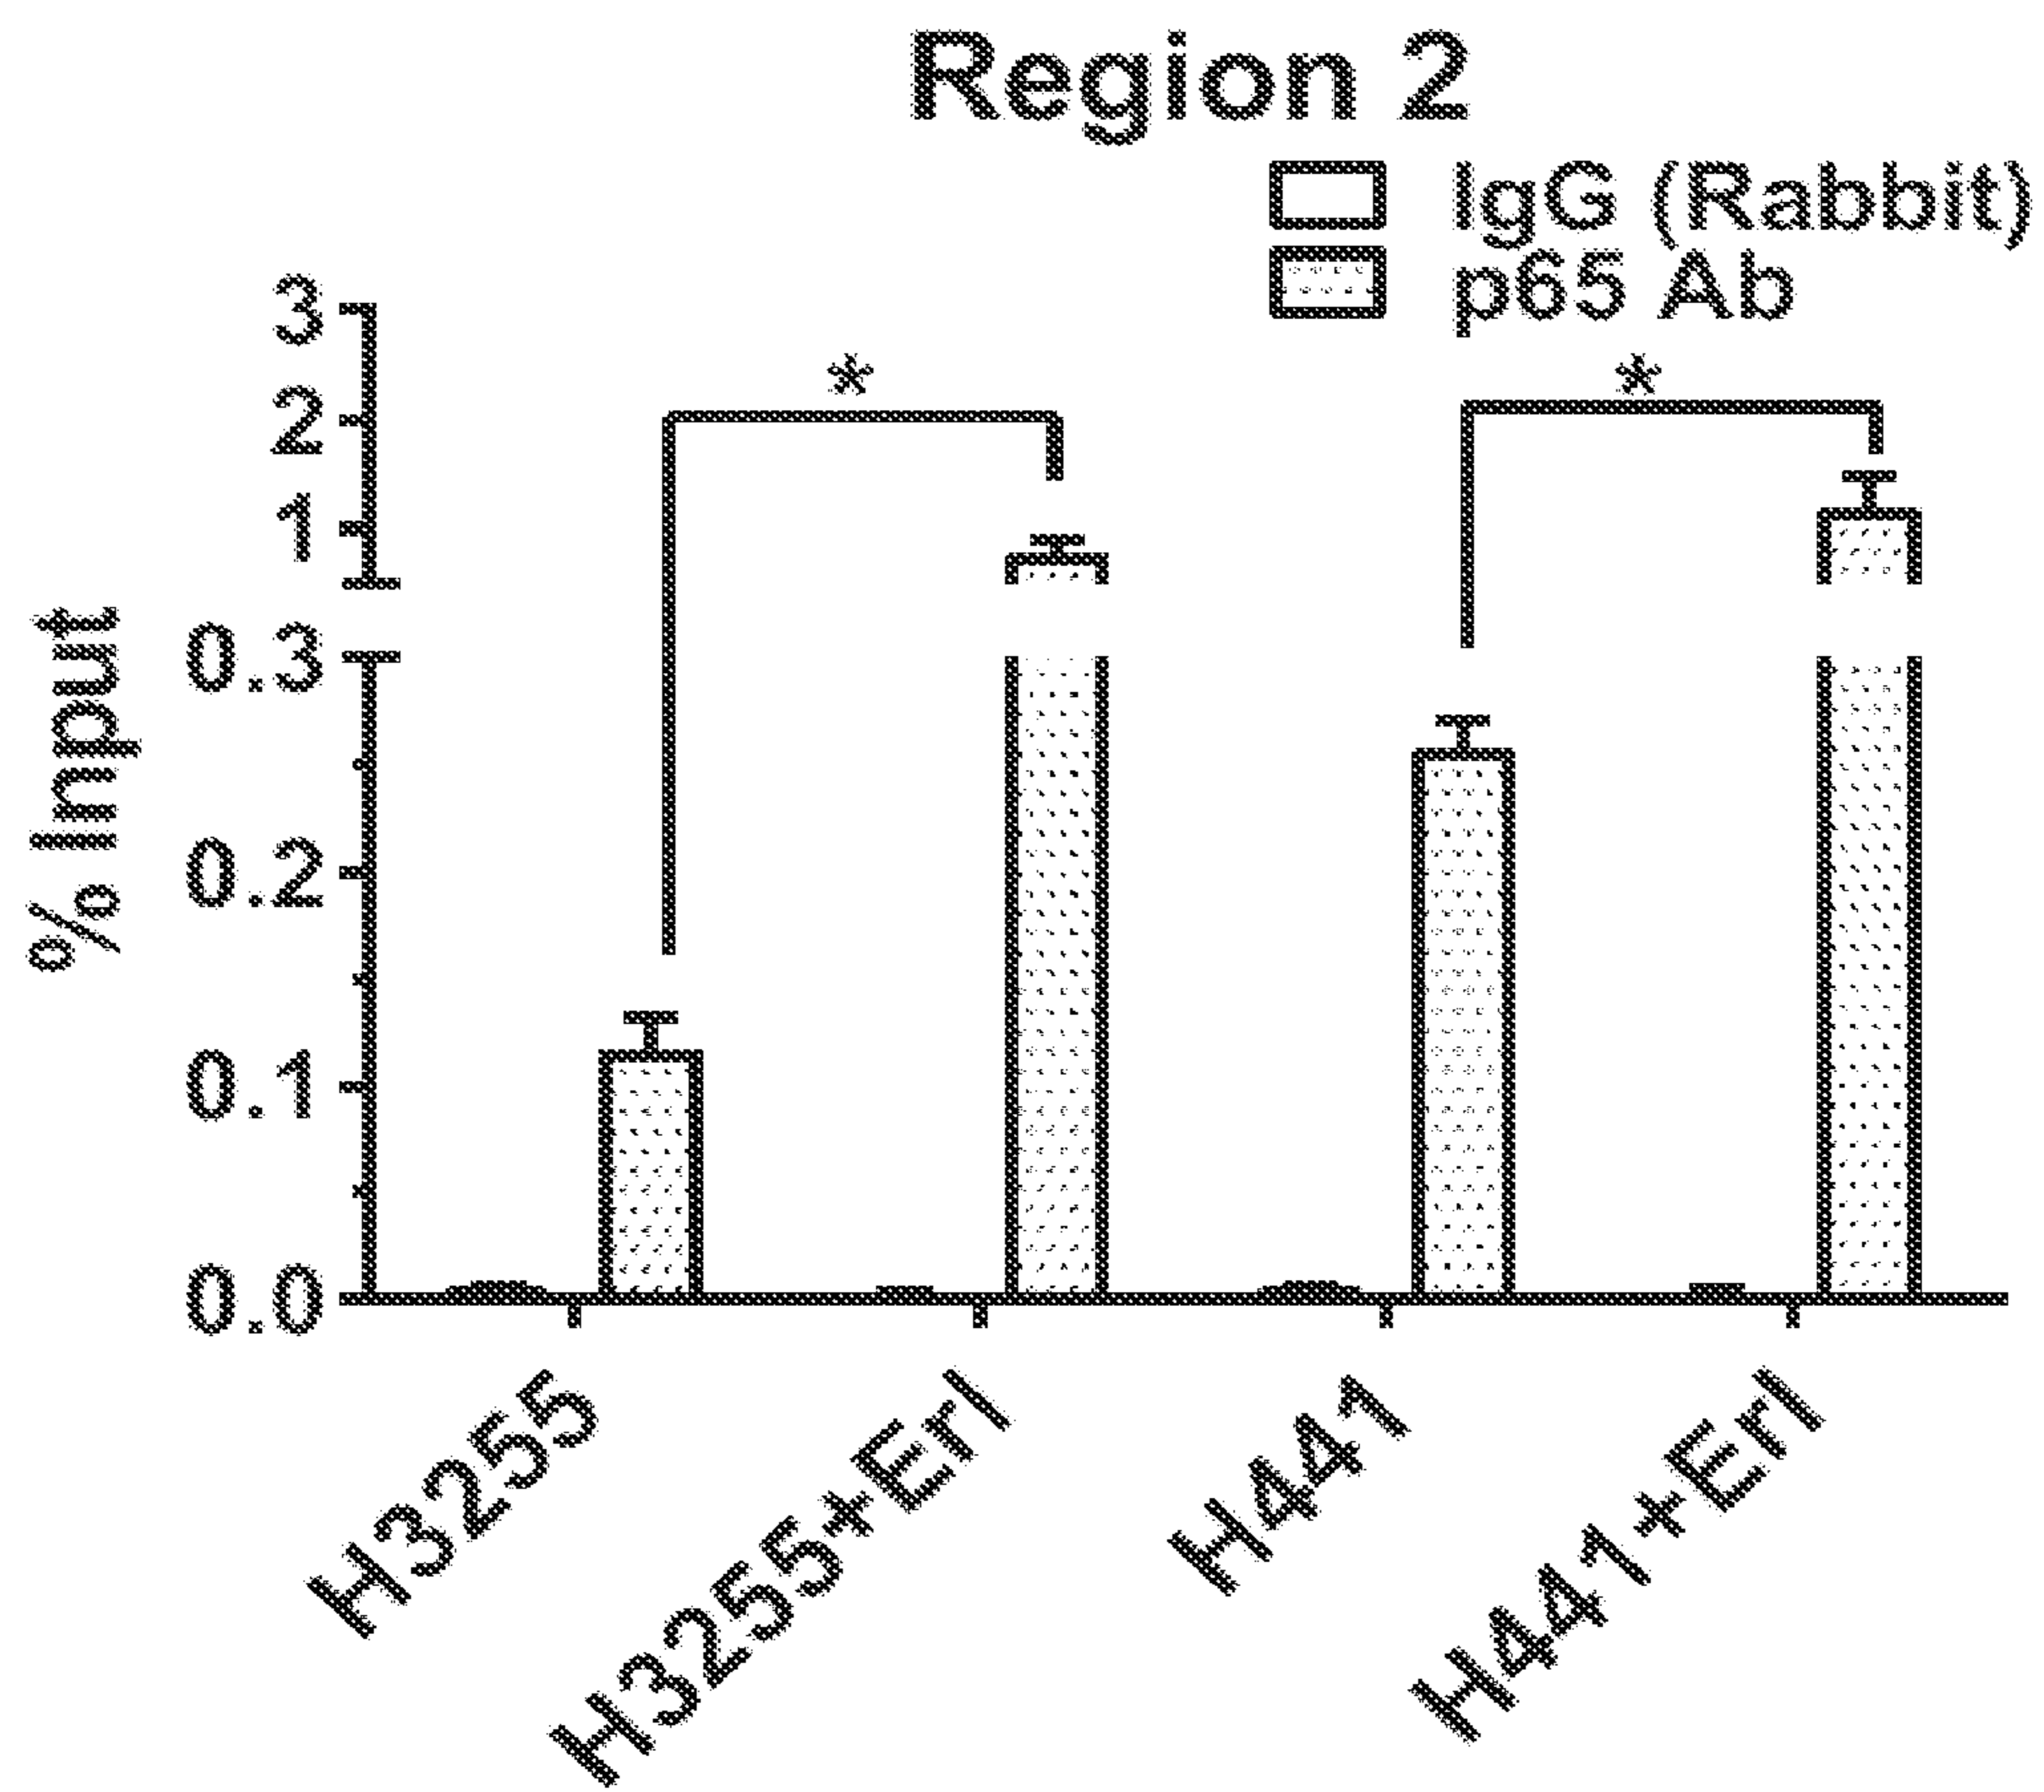 Region 2
IgG (Rabbit)
p65 Ab
3
2
1
0.3
0.2
0.1
0.0
% Input
*
*
H3255
H3255+Erl
H441
H441+Erl